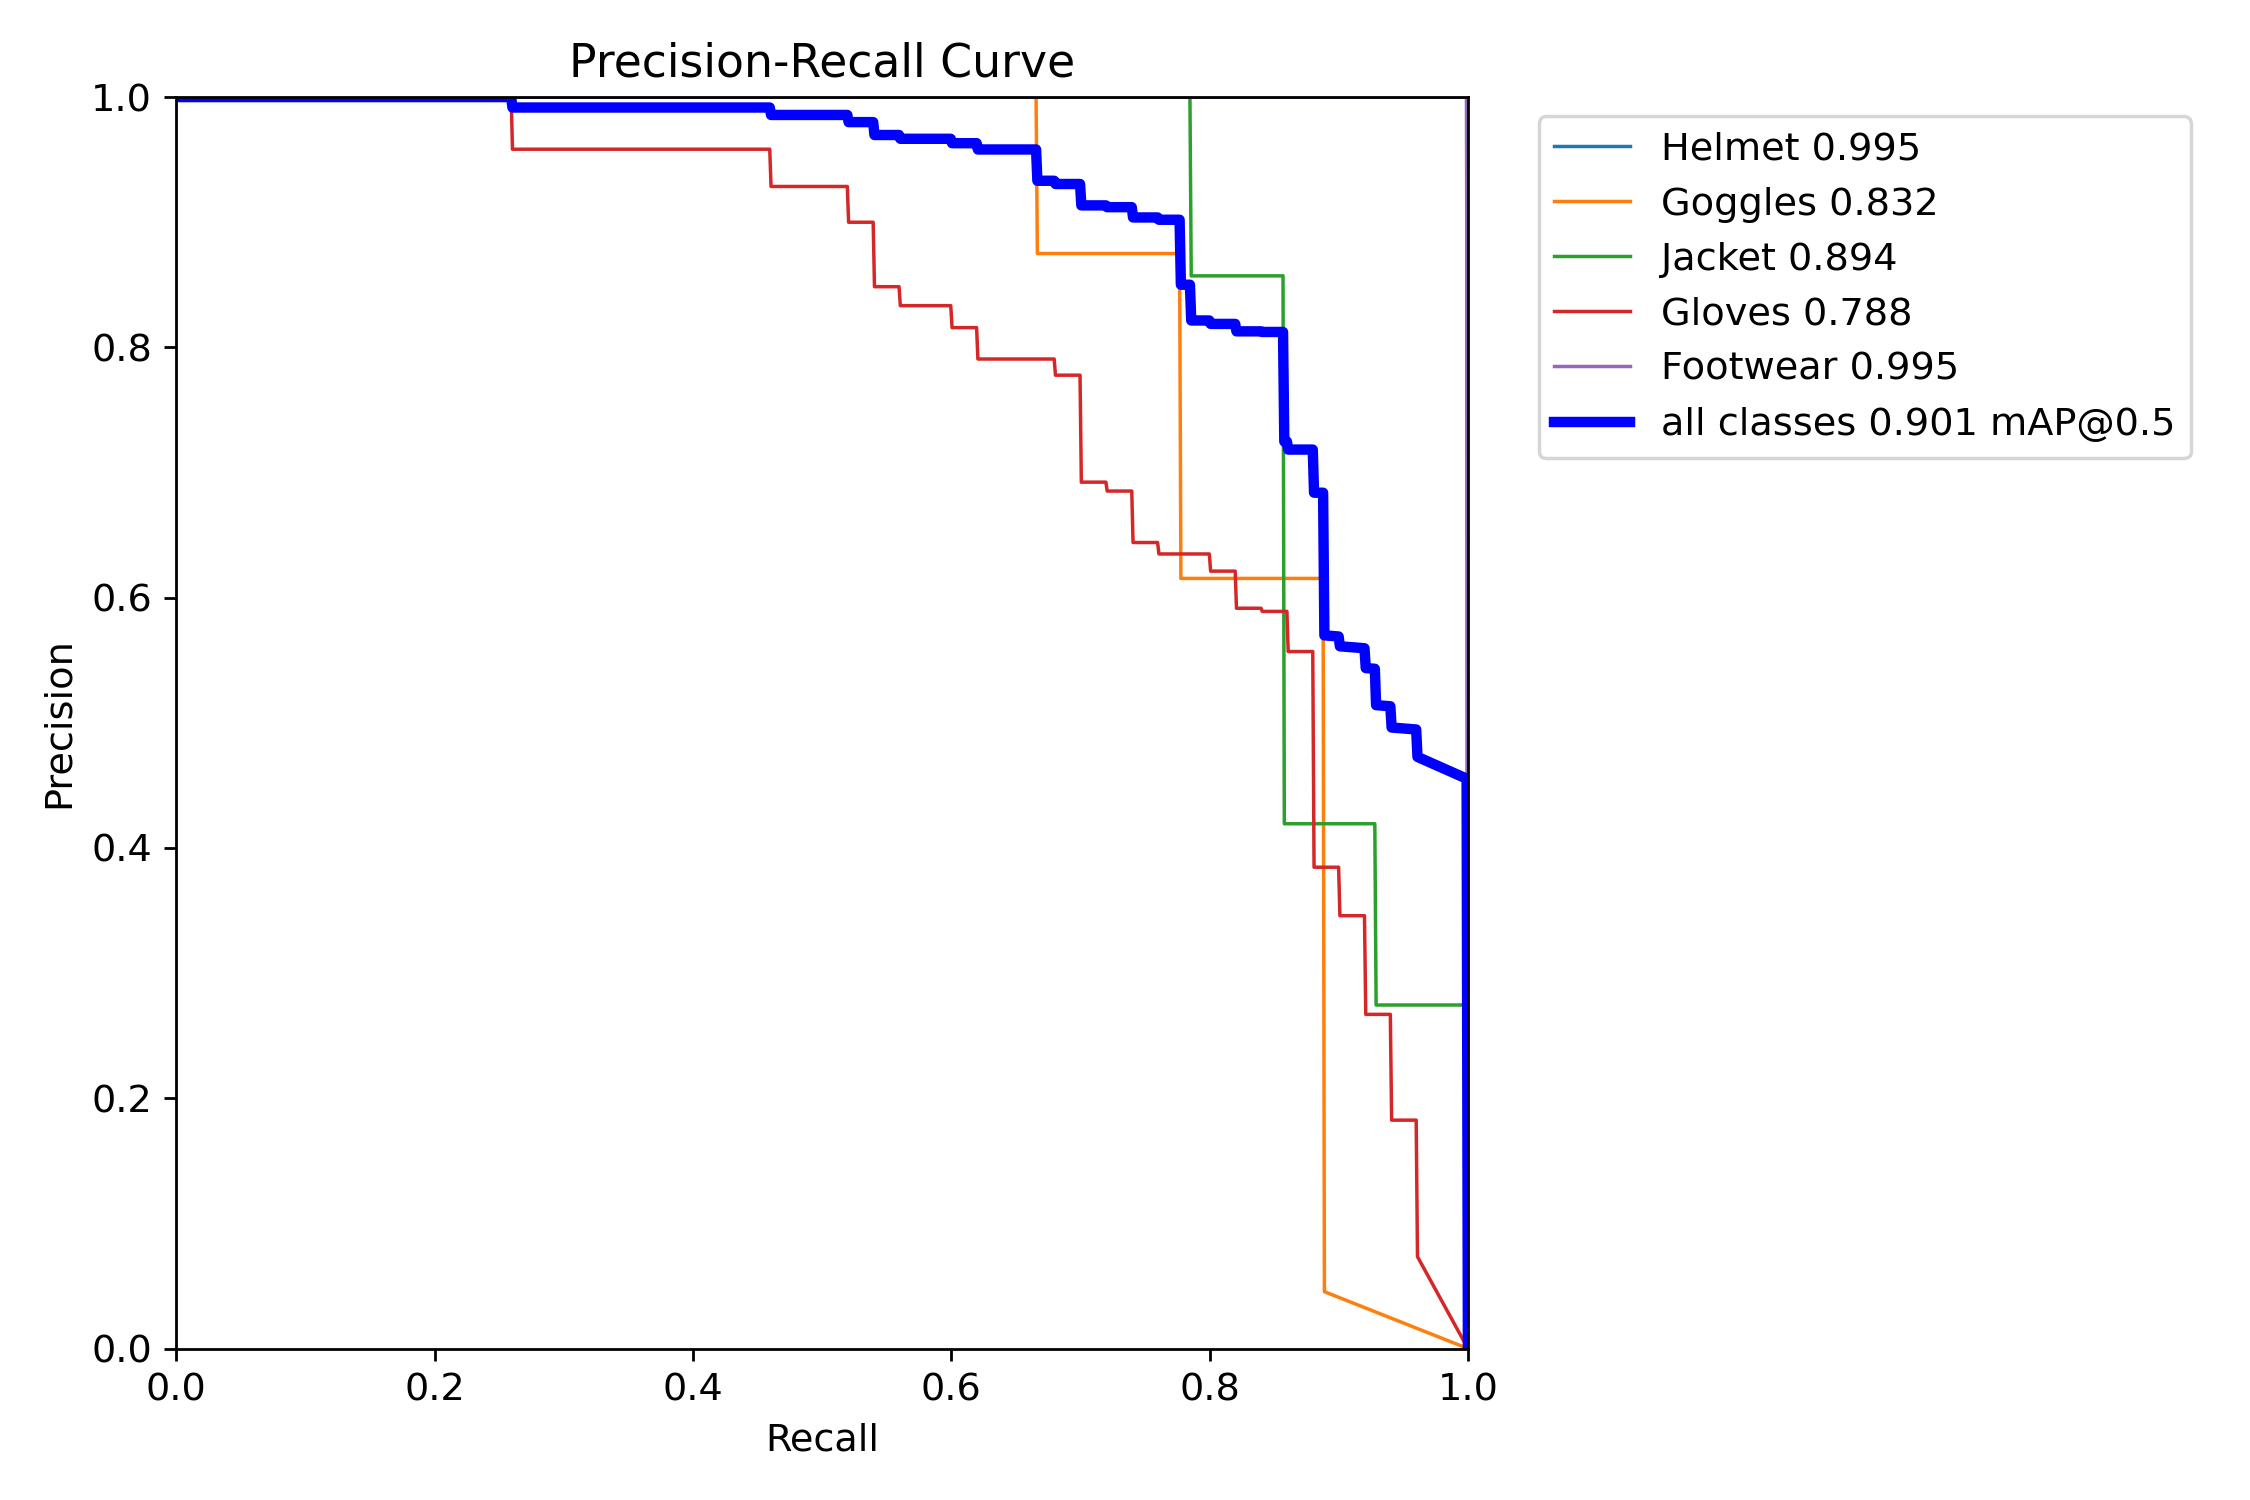 Precision-Recall Curve
1.0
0.8
0.6
0.4
0.2
0.0
Precision
0.0 0.2 0.4 0.6 0.8 1.0
Recall
Helmet 0.995
Goggles 0.832
Jacket 0.894
Gloves 0.788
Footwear 0.995
all classes 0.901 mAP@0.5